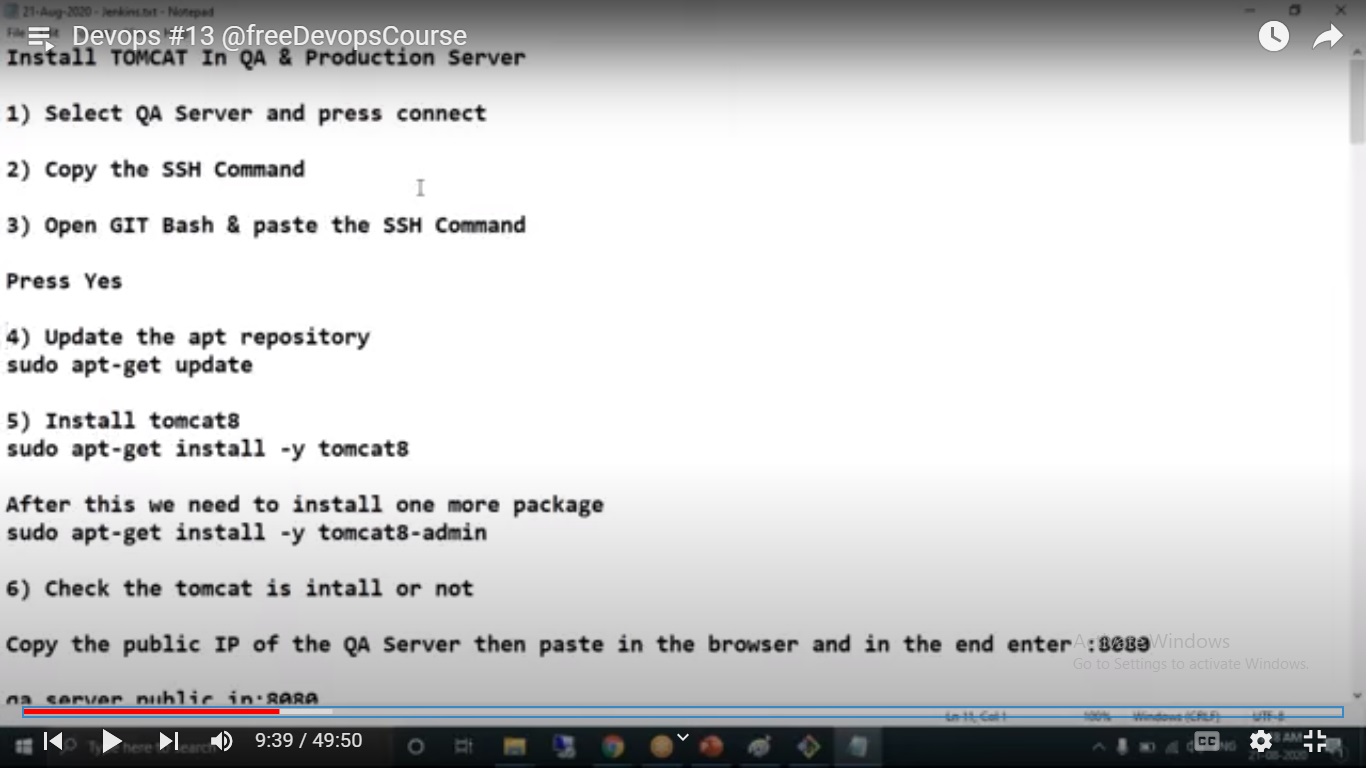 21-Aug-2020 - Jenkins.txt - Notepad
File
Devops #13 @freeDevopsCourse
Install TOMCAT In QA & Production Server
1) Select QA Server and press connect
2) Copy the SSH Command
3) Open GIT Bash & paste the SSH Command
Press Yes
4) Update the apt repository
sudo apt-get update
5) Install tomcat8
sudo apt-get install -y tomcat8
After this we need to install one more package
sudo apt-get install -y tomcat8-admin
6) Check the tomcat is intall or not
Copy the public IP of the QA Server then paste in the browser and in the end enter :8080
Activate Windows
Go to Settings to activate Windows.
qa server public ip:8080
Ln 11, Col 1
100%
Windows (CRLF)
UTF-8
Type here to search
9:39 / 49:50
CC
AM
21-08-2020